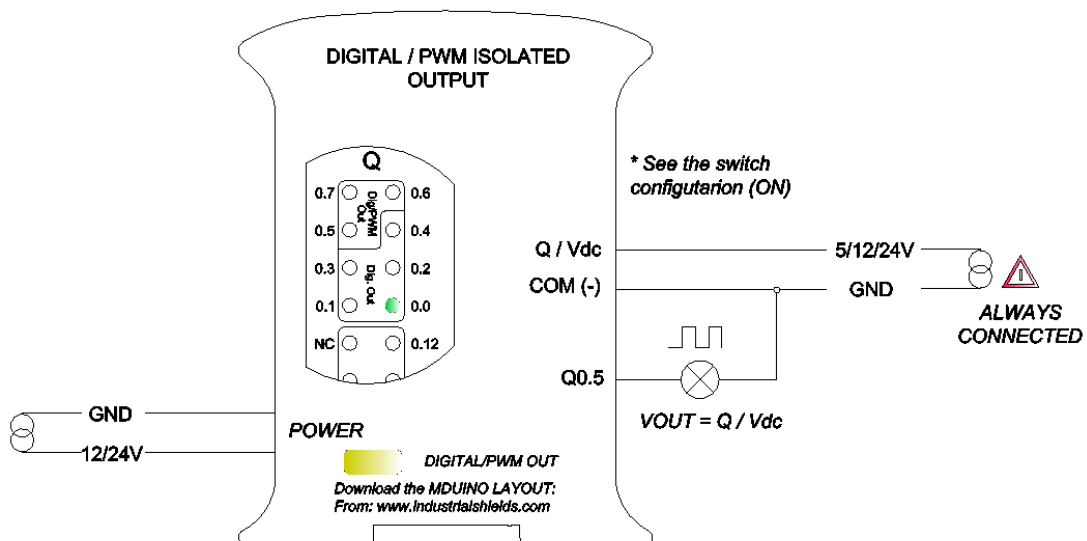 DIGITAL / PWM ISOLATED
OUTPUT
Q
0.7
0.6
Dig/PWM
Out
0.5
0.4
0.3
0.2
Dig. Out
0.1
0.0
NC
0.12
* See the switch
configutarion (ON)
Q / Vdc
5/12/24V
COM (-)
GND
ALWAYS
CONNECTED
Q0.5
VOUT = Q / Vdc
GND
POWER
12/24V
DIGITAL/PWM OUT
Download the MDUINO LAYOUT:
From: www.industrialshields.com